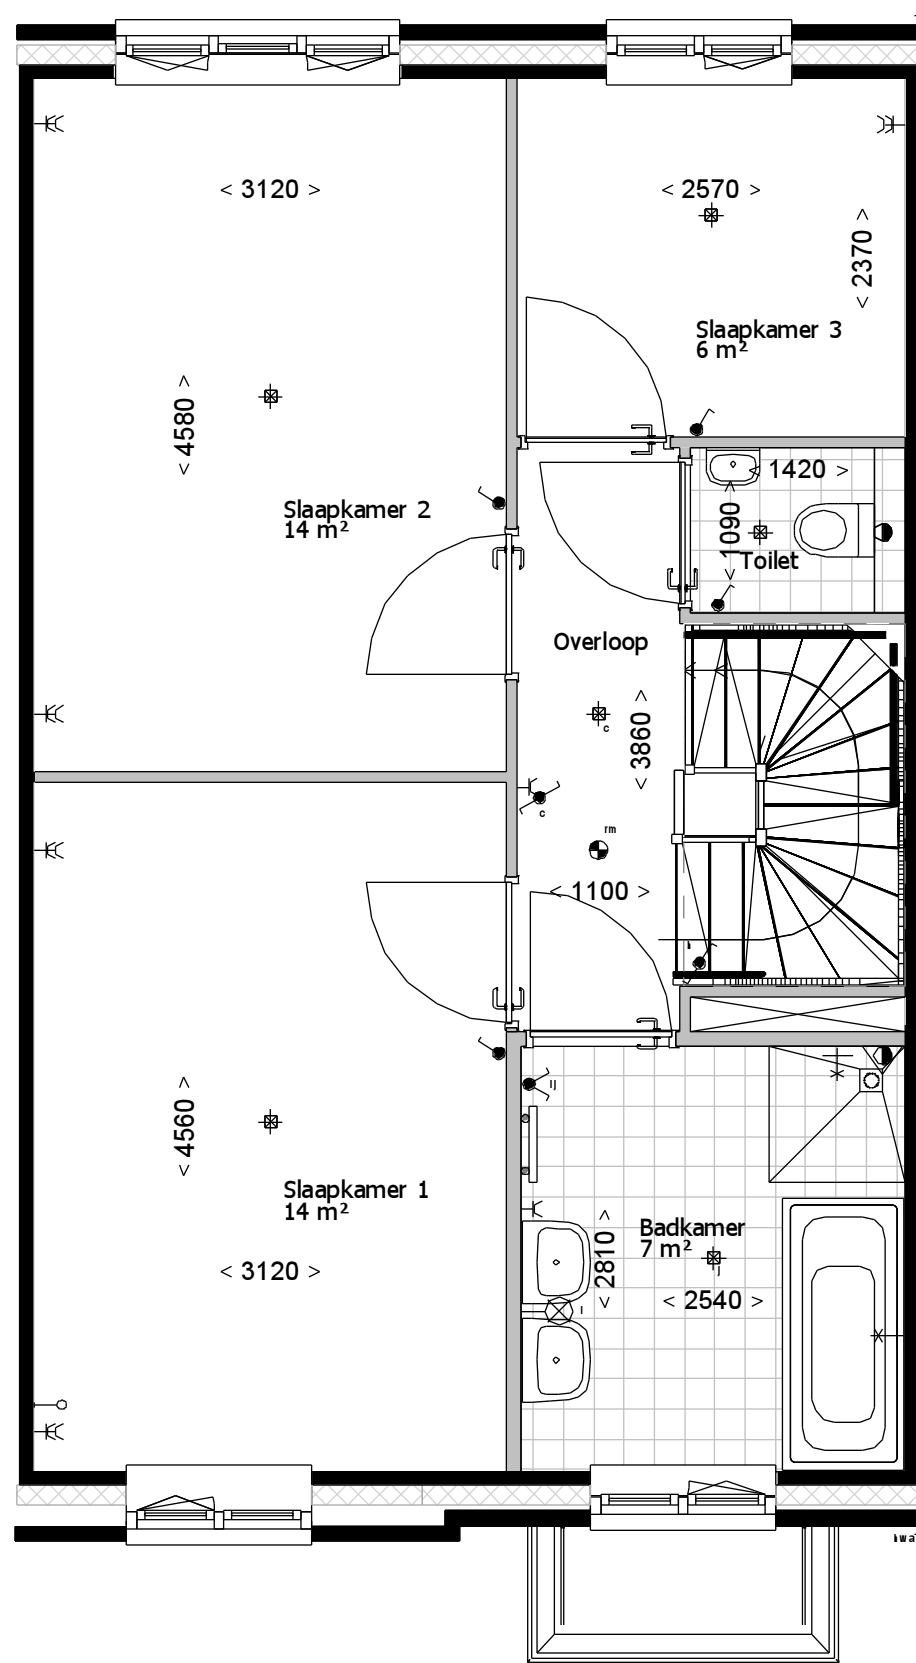 < 3120 >
< 2570 >
< 2370 >
Slaapkamer 3
6 m²
< 4580 >
Slaapkamer 2
14 m²
< 1420 >
< 1090 >
Toilet
Overloop
< 3860 >
c
c
rm
< 1100 >
< 4560 >
Slaapkamer 1
14 m²
< 3120 >
IJ
Badkamer
7 m²
< 2810 >
J
< 2540 >
I